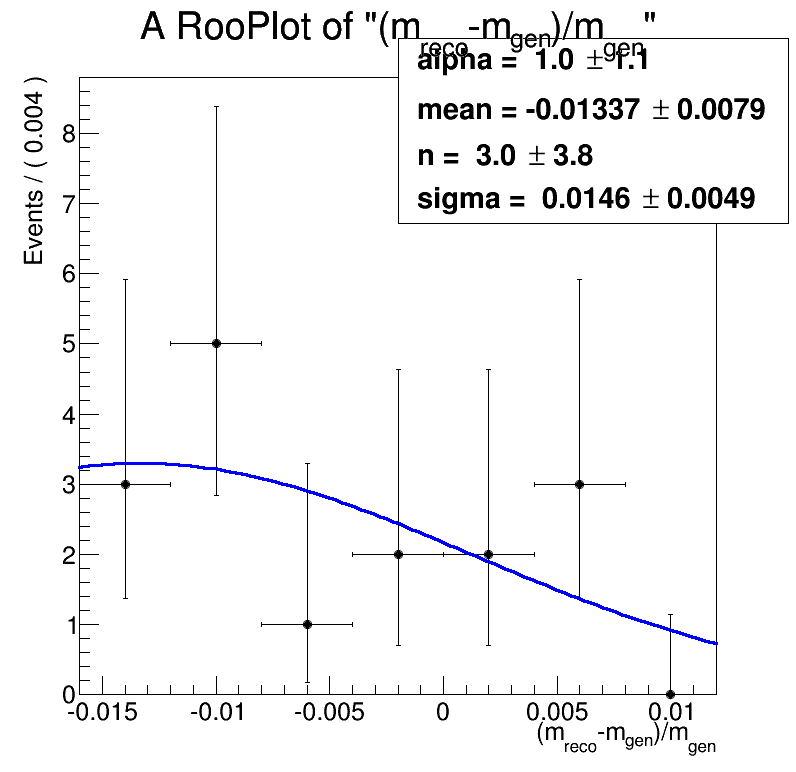 A RooPlot of "(m_reco-m_gen)/m_gen"
alpha = 1.0 ± 1.1
mean = -0.01337 ± 0.0079
n = 3.0 ± 3.8
sigma = 0.0146 ± 0.0049
Events / ( 0.004 )
8
7
6
5
4
3
2
1
0
-0.015 -0.01 -0.005 0 0.005 0.01
(m_reco-m_gen)/m_gen